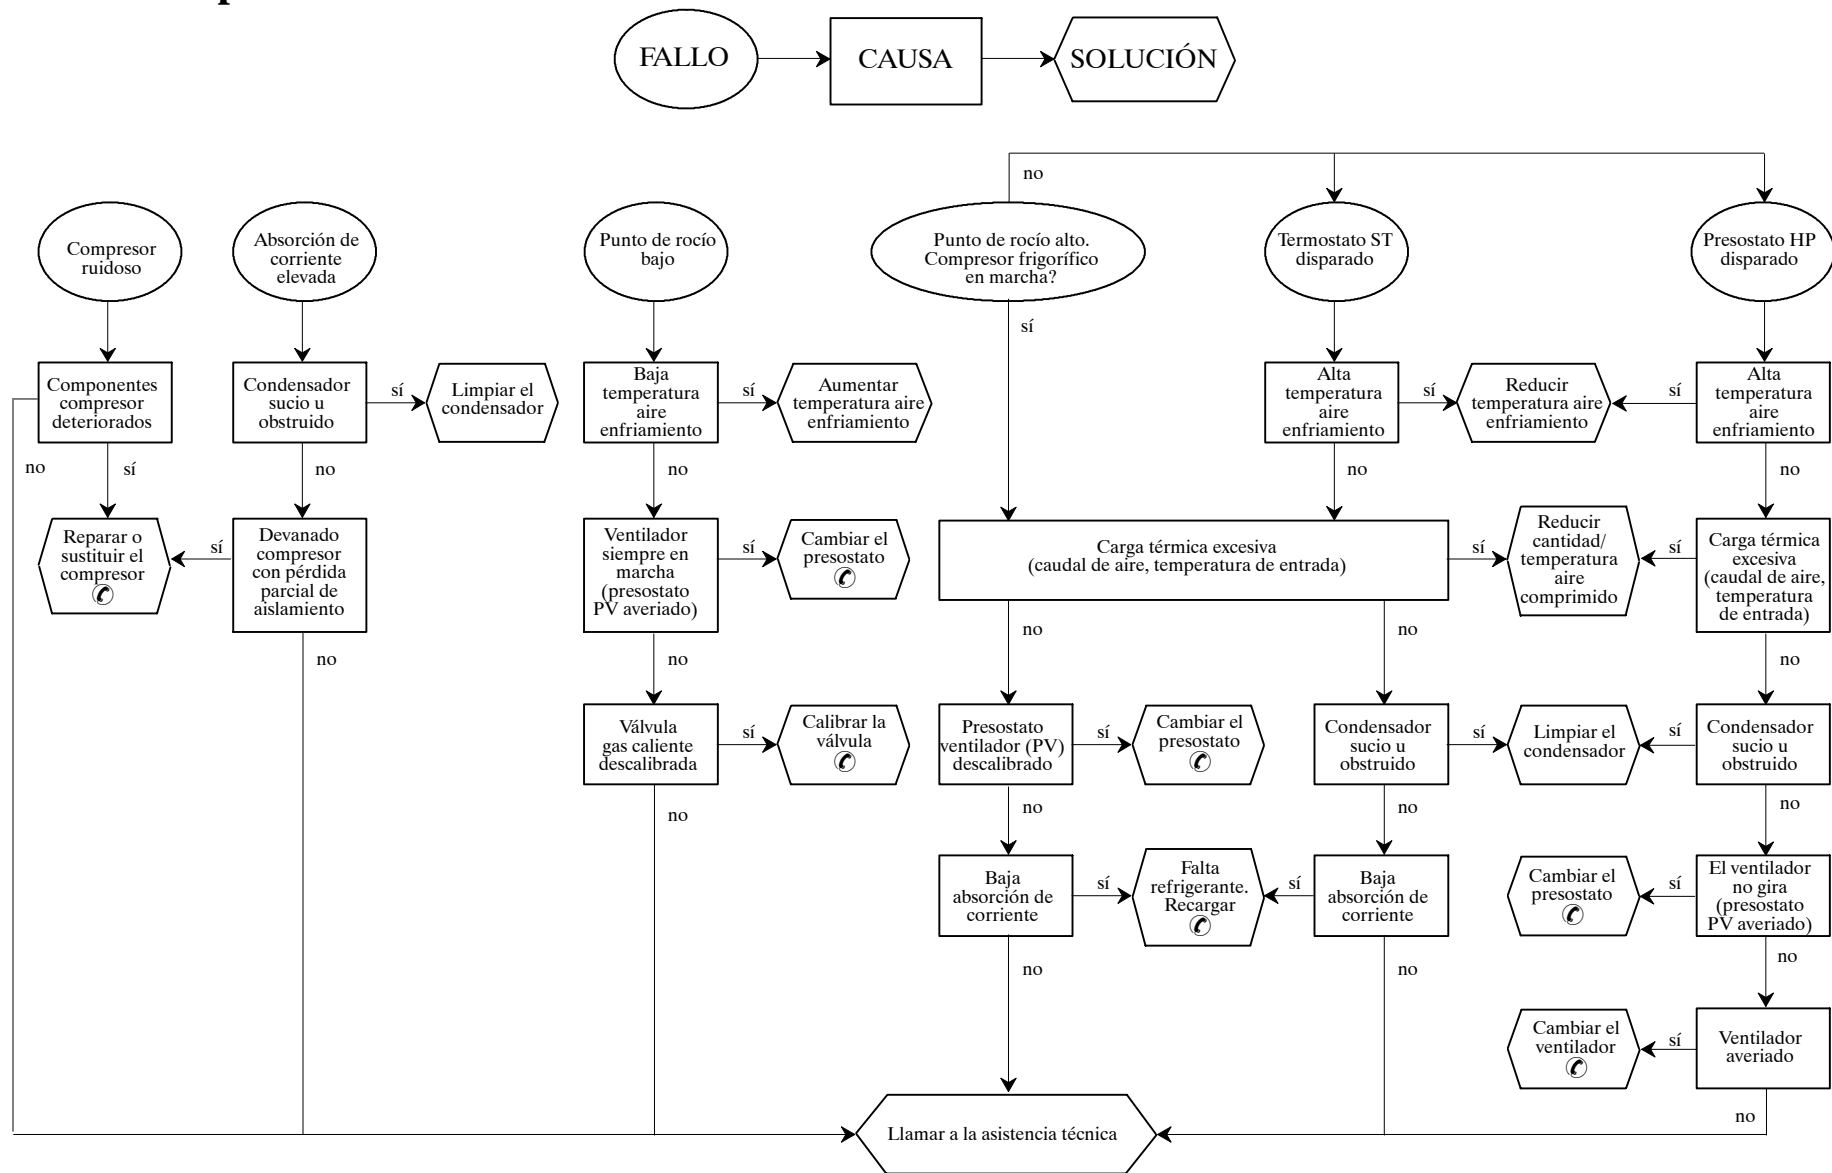 FALLO
CAUSA
SOLUCIÓN
no
Compresor
ruidoso
Absorción de
corriente
elevada
Punto de rocío
bajo
Punto de rocío alto.
Compresor frigorífico
en marcha?
Termostato ST
disparado
Presostato HP
disparado
sí
Componentes
compresor
deteriorados
Condensador
sucio u
obstruido
sí
Limpiar el
condensador
Baja
temperatura
aire
enfriamiento
sí
Aumentar
temperatura aire
enfriamiento
Alta
temperatura
aire
enfriamiento
sí
Reducir
temperatura aire
enfriamiento
sí
Alta
temperatura
aire
enfriamiento
no
sí
no
no
no
no
Reparar o
sustituir el
compresor
sí
Devanado
compresor
con pérdida
parcial de
aislamiento
Ventilador
siempre en
marcha
(presostato
PV averiado)
sí
Cambiar el
presostato
Carga térmica excesiva
(caudal de aire, temperatura de entrada)
sí
Reducir
cantidad/
temperatura
aire
comprimido
sí
Carga térmica
excesiva
(caudal de aire,
temperatura
de entrada)
no
no
no
no
no
Válvula
gas caliente
descalibrada
sí
Calibrar la
válvula
Presostato
ventilador (PV)
descalibrado
sí
Cambiar el
presostato
Condensador
sucio u
obstruido
sí
Limpiar el
condensador
sí
Condensador
sucio u
obstruido
no
no
no
no
Baja
absorción de
corriente
sí
Falta
refrigerante.
Recargar
sí
Baja
absorción de
corriente
Cambiar el
presostato
sí
El ventilador
no gira
(presostato
PV averiado)
no
no
no
Cambiar el
ventilador
sí
Ventilador
averiado
no
Llamar a la asistencia técnica